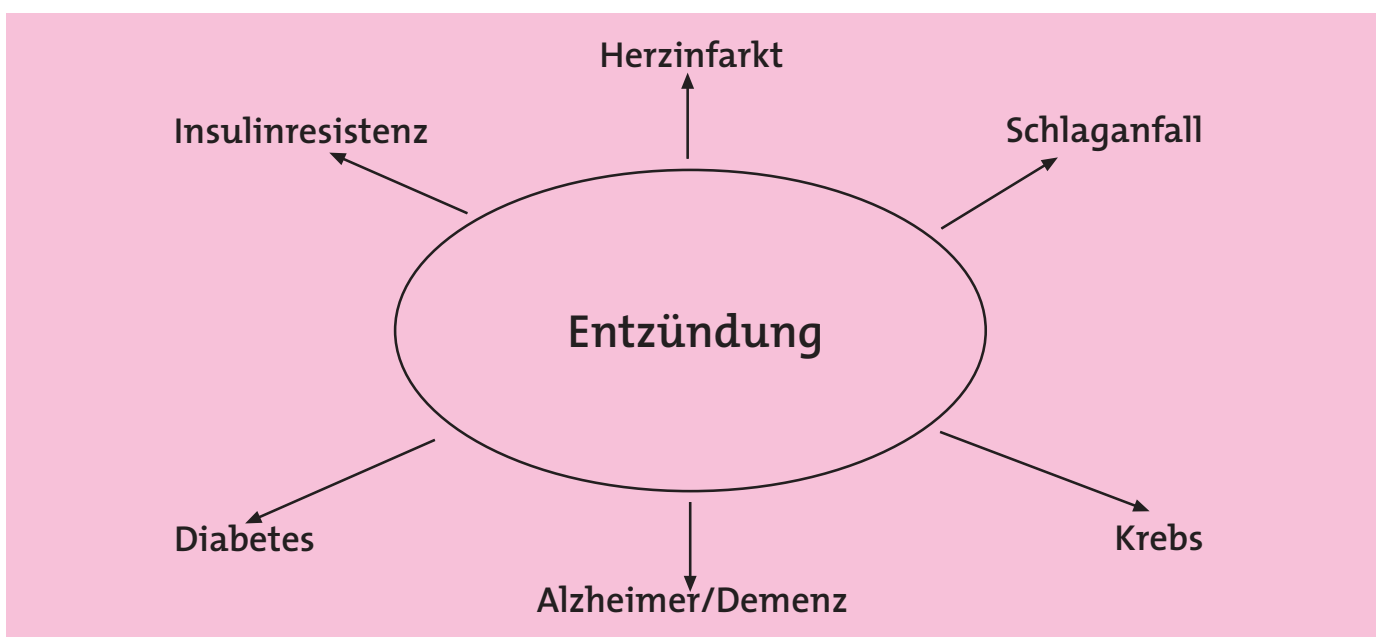 Herzinfarkt
Insulinresistenz
Schlaganfall
Entzündung
Diabetes
Krebs
Alzheimer/Demenz